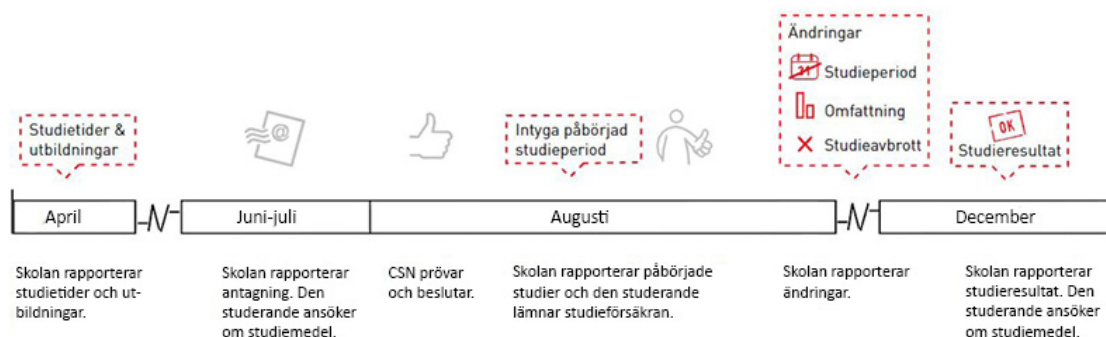 Ändringar
31 Studieperiod
Omfattning
Studieavbrott
Studietider &
utbildningar
@
Intyga påbörjad
studieperiod
OK
Studieresultat
April
Juni-juli
Augusti
December
Skolan rapporterar
studietider och ut-
bildningar.
Skolan rapporterar
antagning. Den
studerande ansöker
om studiemedel.
CSN prövar
och beslutar.
Skolan rapporterar påbörjade
studier och den studerande
lämnar studieförsäkran.
Skolan rapporterar
ändringar.
Skolan rapporterar
studieresultat. Den
studerande ansöker
om studiemedel.